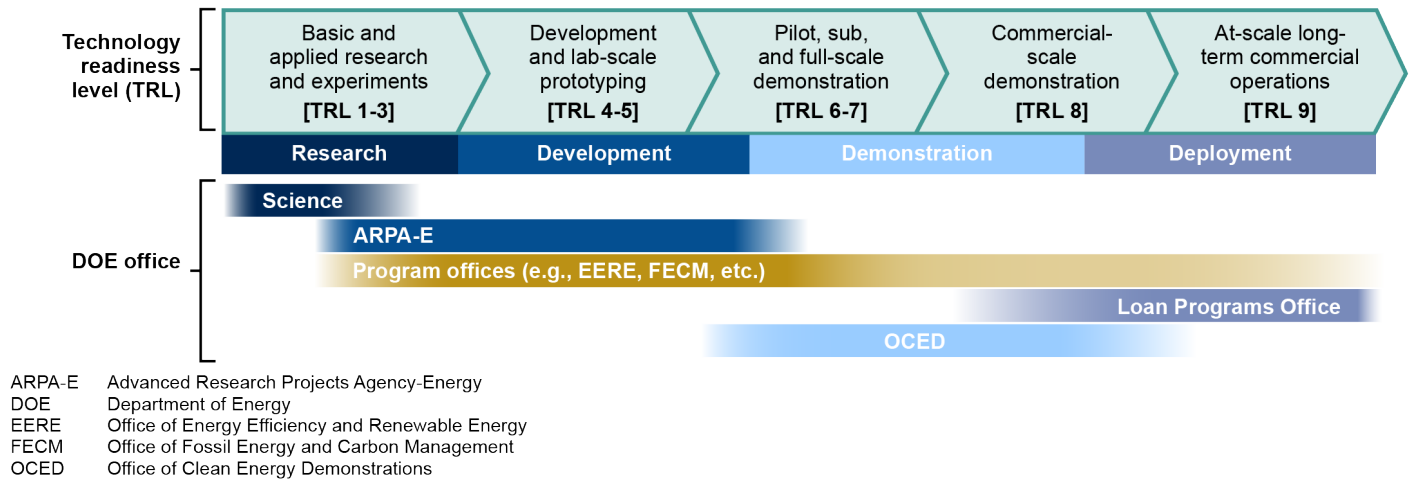 Technology
readiness
level (TRL)
Basic and
applied research
and experiments
[TRL 1-3]
Development
and lab-scale
prototyping
[TRL 4-5]
Pilot, sub,
and full-scale
demonstration
[TRL 6-7]
Commercial-
scale
demonstration
[TRL 8]
At-scale long-
term commercial
operations
[TRL 9]
Research
Development
Demonstration
Deployment
DOE office
Science
ARPA-E
Program offices (e.g., EERE, FECM, etc.)
Loan Programs Office
OCED
ARPA-E Advanced Research Projects Agency-Energy
DOE Department of Energy
EERE Office of Energy Efficiency and Renewable Energy
FECM Office of Fossil Energy and Carbon Management
OCED Office of Clean Energy Demonstrations